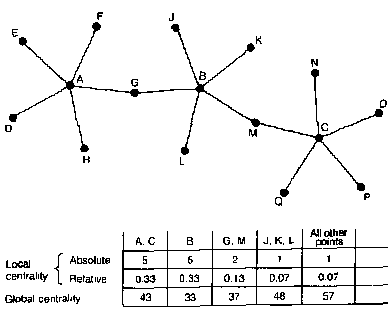 F
J
E
K
N
A
G
B
O
M
C
D
H
L
Q
P
A, C B G, M J, K, L All other points
Local centrality { Absolute 5 5 2 1 1
Relative 0.33 0.33 0.13 0.07 0.07
Global centrality 43 33 37 48 57